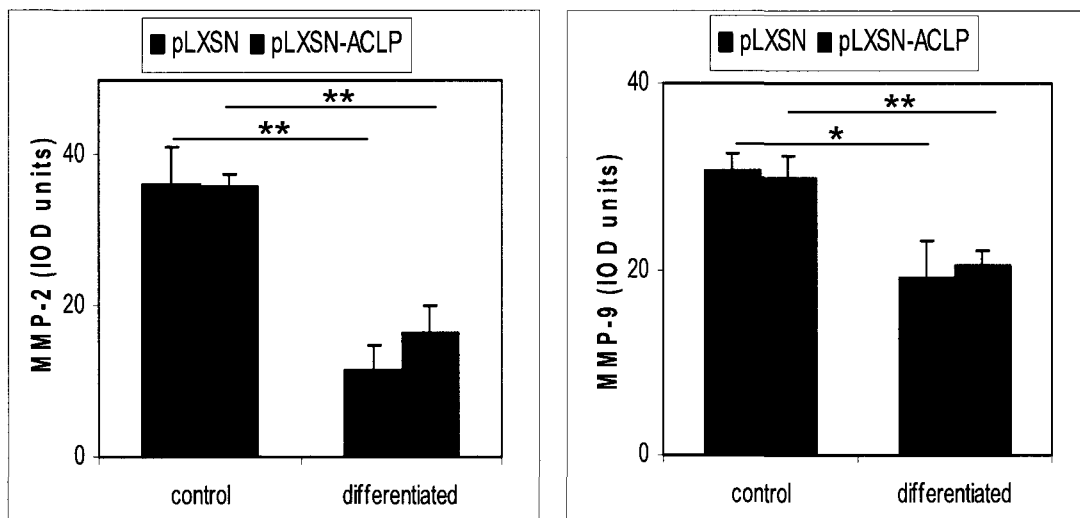 pLXSN pLXSN-ACLP
**
**
40
20
0
MMP-2 (IOD units)
control differentiated
pLXSN pLXSN-ACLP
40
**
*
20
0
MMP-9 (IOD units)
control differentiated